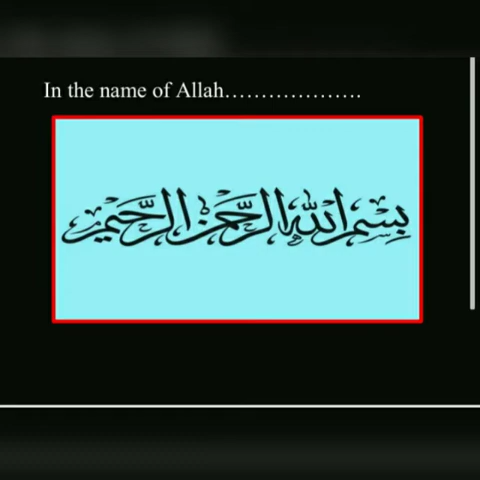 In the name of Allah...................
بسم الله الرحمن الرحيم